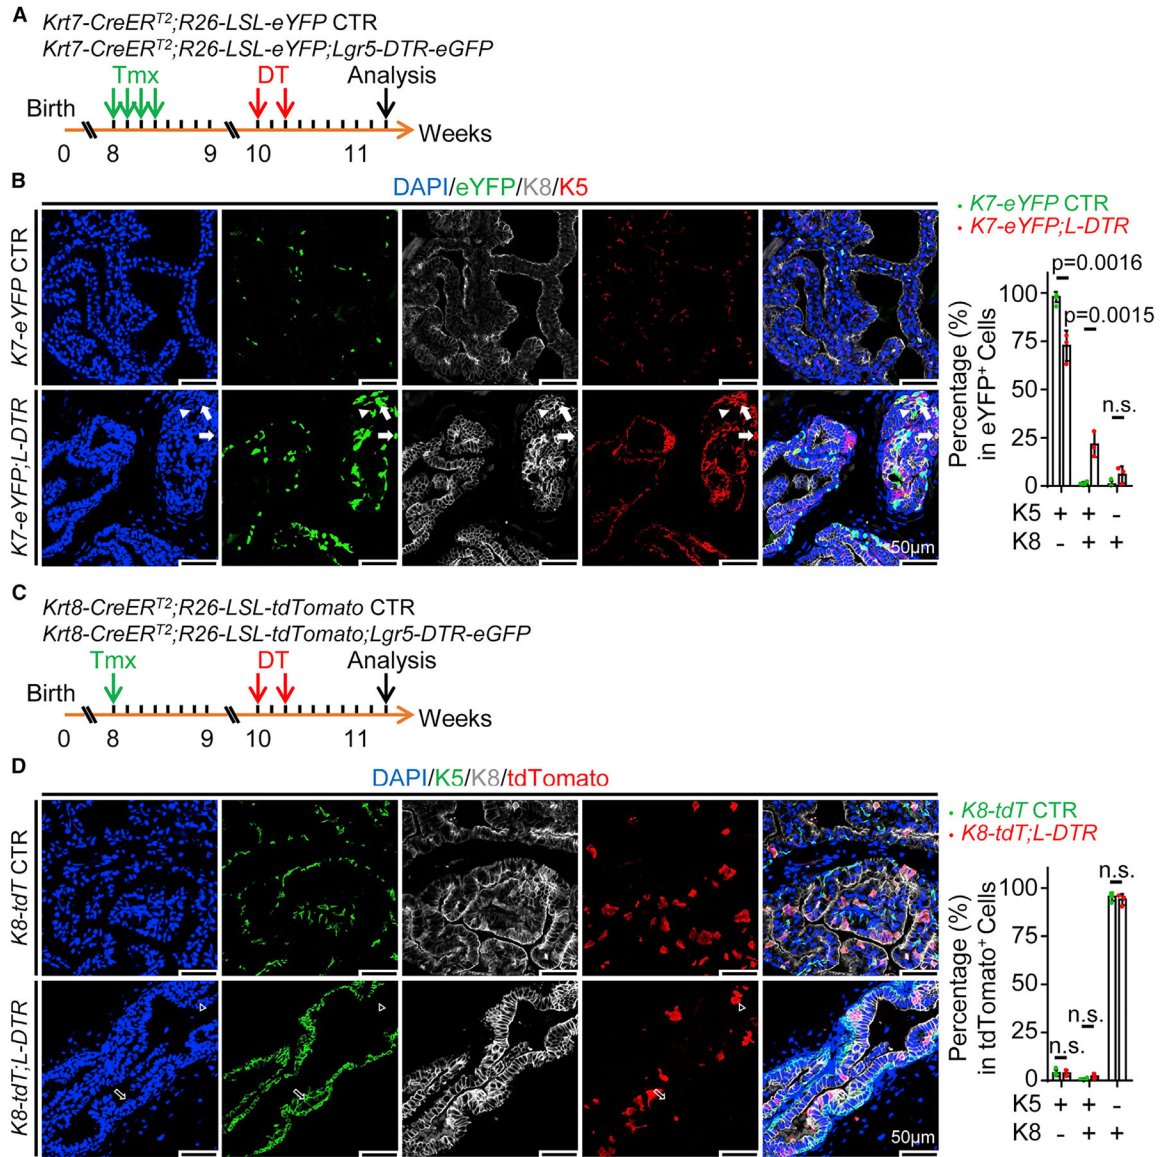 A
Krt7-CreERT2;R26-LSL-eYFP CTR
Krt7-CreERT2;R26-LSL-eYFP;Lgr5-DTR-eGFP
Tmx DT Analysis
Birth
Weeks
0 8 9 10 11
B
DAPI/eYFP/K8/K5
K7-eYFP CTR
K7-eYFP;L-DTR
50μm
K7-eYFP CTR
K7-eYFP;L-DTR
p=0.0016
p=0.0015
n.s.
Percentage (%)
in eYFP+ Cells
100
75
50
25
0
K5 + + -
K8 - + +
C
Krt8-CreERT2;R26-LSL-tdTomato CTR
Krt8-CreERT2;R26-LSL-tdTomato;Lgr5-DTR-eGFP
Tmx DT Analysis
Birth
Weeks
0 8 9 10 11
D
DAPI/K5/K8/tdTomato
K8-tdT CTR
K8-tdT;L-DTR
50μm
K8-tdT CTR
K8-tdT;L-DTR
n.s.
n.s.
n.s.
Percentage (%)
in tdTomato+ Cells
100
75
50
25
0
K5 + + -
K8 - + +